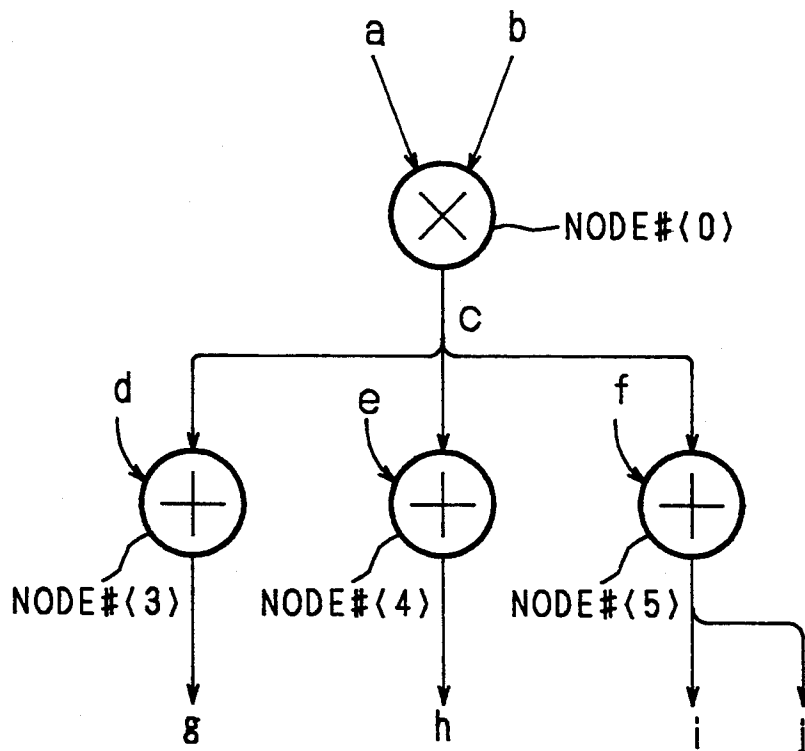 a b
NODE#⟨0⟩
c
d e f
NODE#⟨3⟩ NODE#⟨4⟩ NODE#⟨5⟩
g h i j